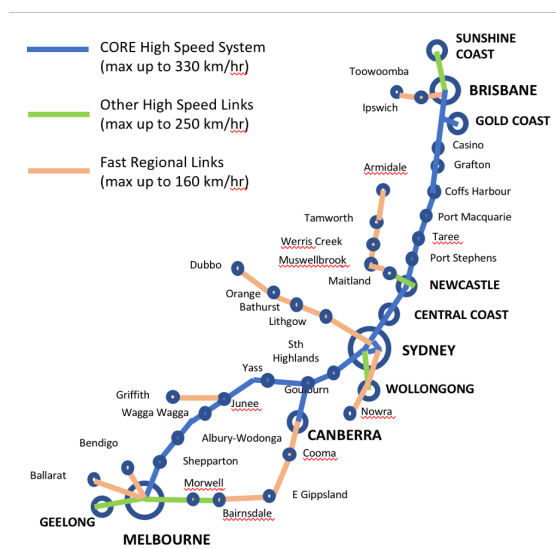 CORE High Speed System
(max up to 330 km/hr)
Other High Speed Links
(max up to 250 km/hr)
Fast Regional Links
(max up to 160 km/hr)
SUNSHINE
COAST
Toowoomba
BRISBANE
Ipswich
GOLD COAST
Casino
Grafton
Armidale
Coffs Harbour
Port Macquarie
Tamworth
Taree
Werris Creek
Muswellbrook
Port Stephens
Dubbo
Maitland
NEWCASTLE
Orange
Bathurst
CENTRAL COAST
Lithgow
Sth
Highlands
SYDNEY
Yass
Goulburn
WOLLONGONG
Griffith
Junee
Wagga Wagga
Nowra
Albury-Wodonga
CANBERRA
Bendigo
Cooma
Shepparton
Ballarat
Morwell
E Gippsland
Bairnsdale
GEELONG
MELBOURNE